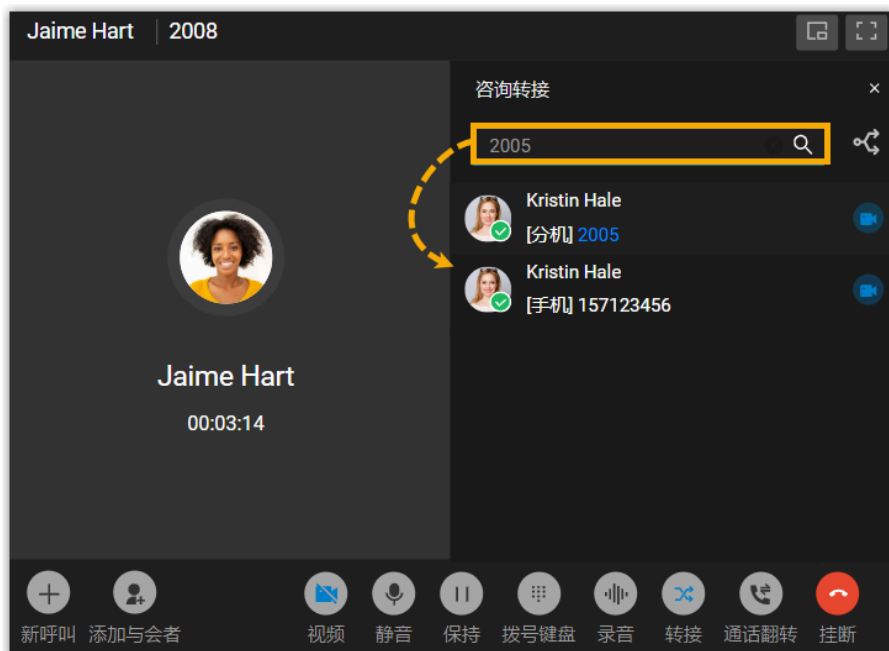 Jaime Hart 2008
咨询转接
2005
Kristin Hale
[分机] 2005
Kristin Hale
[手机] 157123456
Jaime Hart
00:03:14
新呼叫 添加与会者 视频 静音 保持 拨号键盘 录音 转接 通话翻转 挂断